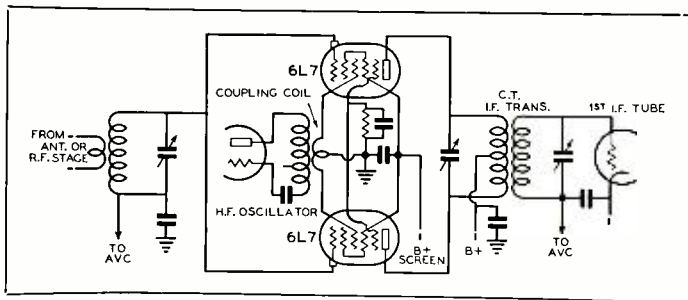 6L7
COUPLING COIL
FROM
ANT. OR
R.F. STAGE
H.F. OSCILLATOR
TO
AVC
6L7
B+
SCREEN
C.T.
I.F. TRANS.
1ST I.F. TUBE
B+
TO
AVC